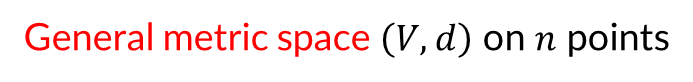 General metric space (V, d) on n points